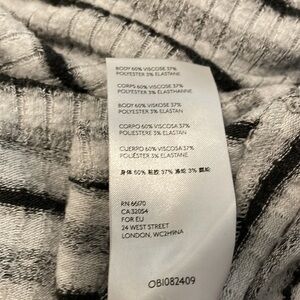 BODY 60% VISCOSE 37%
POLYESTER 3% ELASTANE
CORPS 60% VISCOSE 37%
POLYESTER 3% ELASTHANNE
BODY 60% VISKOSE 37%
POLYESTER 3% ELASTAN
CORPO 60% VISCOSA 37%
POLIESTERE 3% ELASTAN
CUERPO 60% VISCOSA 37%
POLIÉSTER 3% ELASTANO
身体 60% 粘胶 37% 涤纶 3% 氨纶
RN 66170
CA 32054
FOR EU
24 WEST STREET
LONDON, WC2H9NA
OBI082409